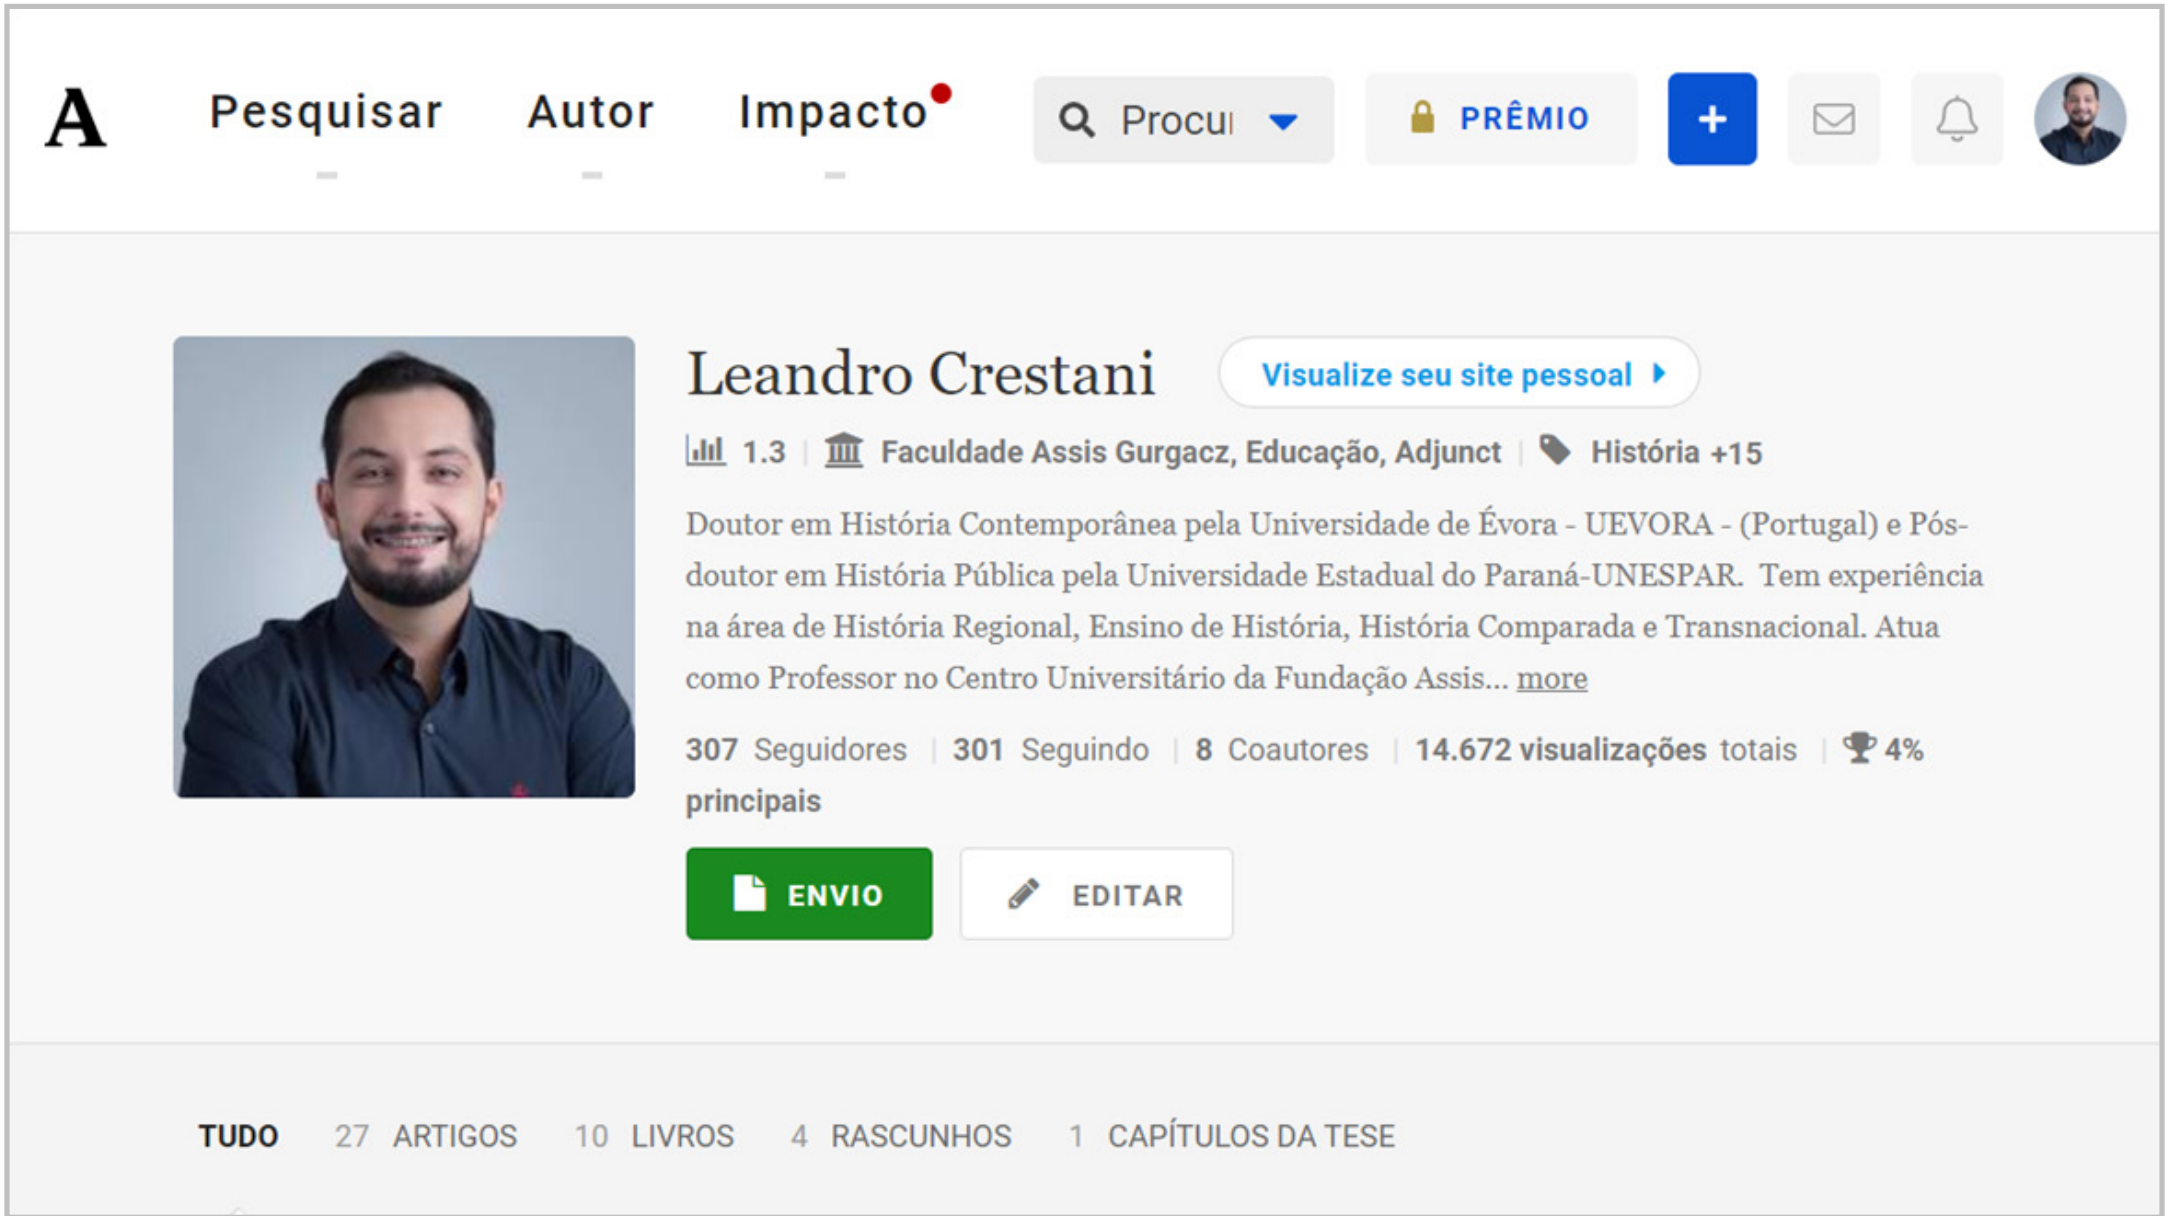 A Pesquisar Autor Impacto Procu PRÊMIO +
Leandro Crestani Visualize seu site pessoal
1.3 | Faculdade Assis Gurgacz, Educação, Adjunct | História +15
Doutor em História Contemporânea pela Universidade de Évora - UEVORA - (Portugal) e Pós-
doutor em História Pública pela Universidade Estadual do Paraná-UNESPAR. Tem experiência
na área de História Regional, Ensino de História, História Comparada e Transnacional. Atua
como Professor no Centro Universitário da Fundação Assis... more
307 Seguidores | 301 Seguindo | 8 Coautores | 14.672 visualizações totais | 4%
principais
ENVIO EDITAR
TUDO 27 ARTIGOS 10 LIVROS 4 RASCUNHOS 1 CAPÍTULOS DA TESE